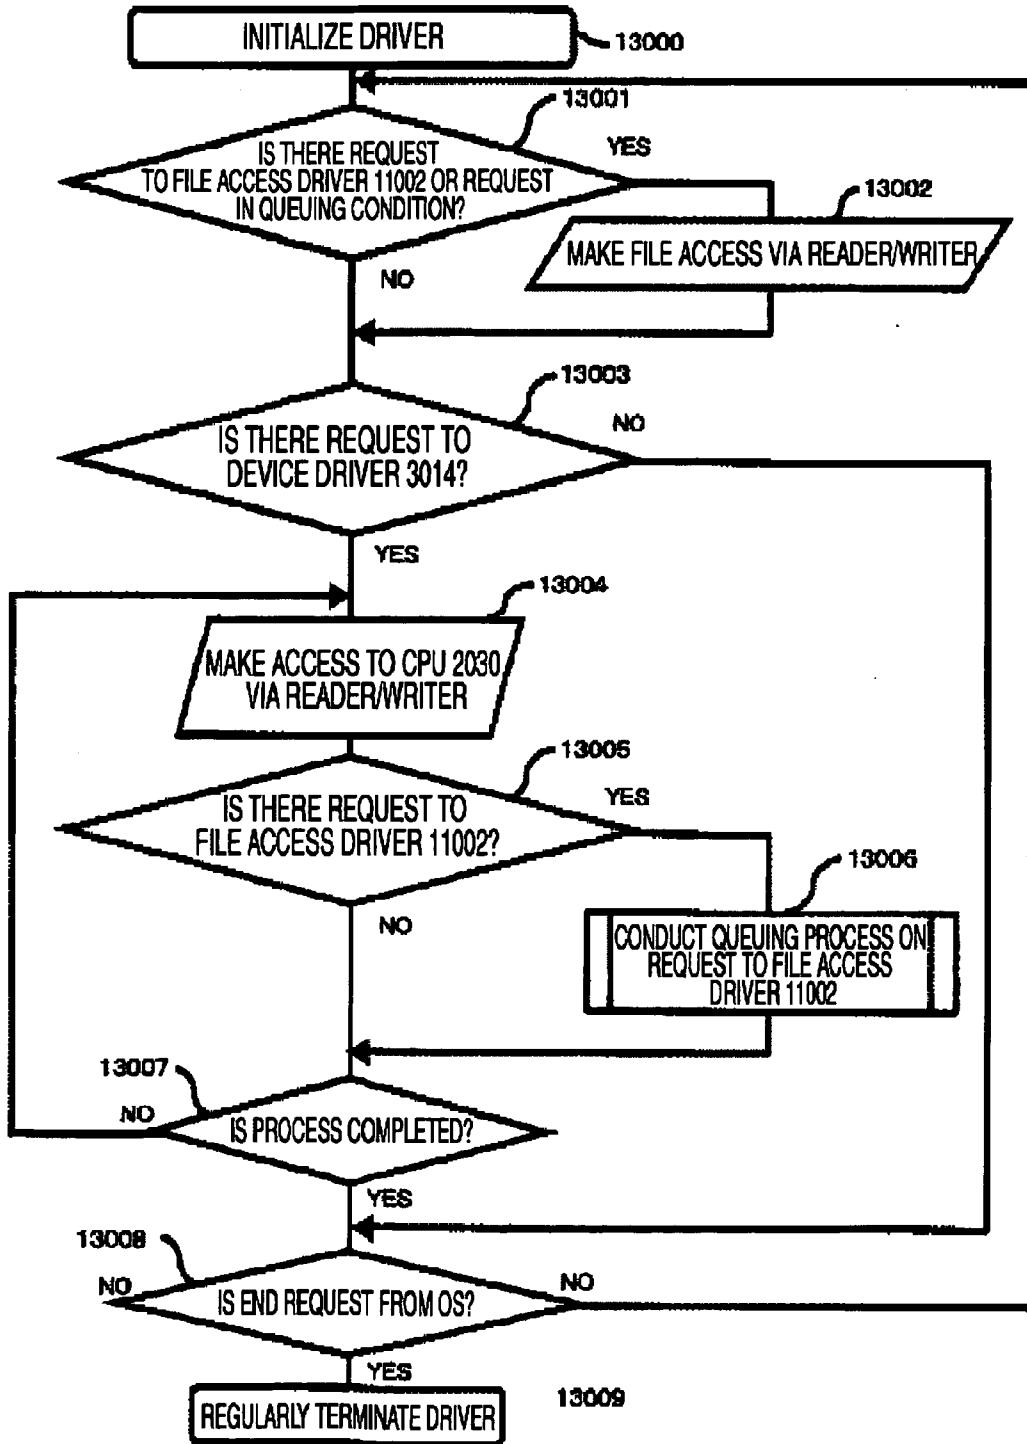 INITIALIZE DRIVER
13000
13001
IS THERE REQUEST
TO FILE ACCESS DRIVER 11002 OR REQUEST
IN QUEUING CONDITION?
YES
13002
MAKE FILE ACCESS VIA READER/WRITER
NO
13003
IS THERE REQUEST TO
DEVICE DRIVER 3014?
NO
YES
13004
MAKE ACCESS TO CPU 2030
VIA READER/WRITER
13005
IS THERE REQUEST TO
FILE ACCESS DRIVER 11002?
YES
13006
CONDUCT QUEUING PROCESS ON
REQUEST TO FILE ACCESS
DRIVER 11002
NO
13007
NO
IS PROCESS COMPLETED?
YES
13008
NO
IS END REQUEST FROM OS?
NO
YES
REGULARLY TERMINATE DRIVER
13009